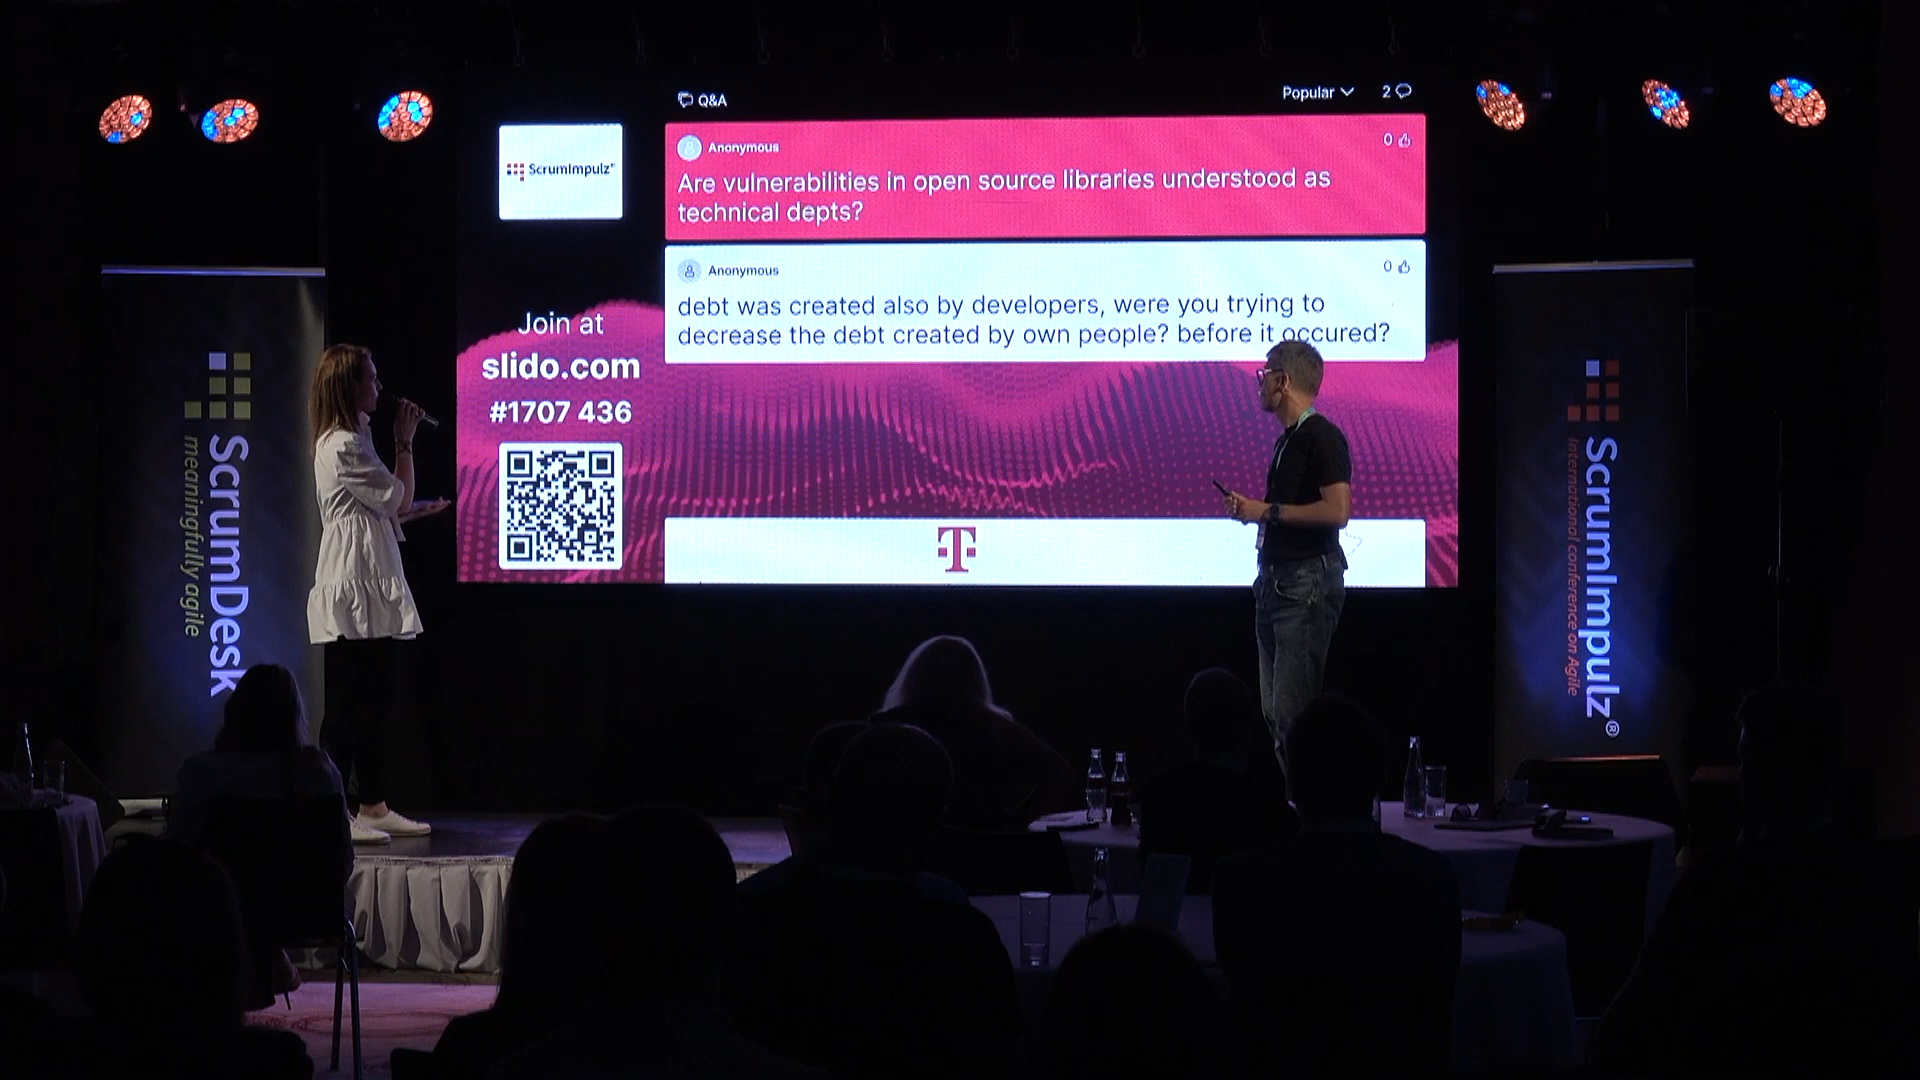 Q&A
Popular
2
ScrumImpulz®
Anonymous
0
Are vulnerabilities in open source libraries understood as
technical depts?
Anonymous
0
debt was created also by developers, were you trying to
decrease the debt created by own people? before it occured?
Join at
slido.com
#1707 436
T
ScrumDesk
meaningfully agile
ScrumImpulz®
International conference on Agile